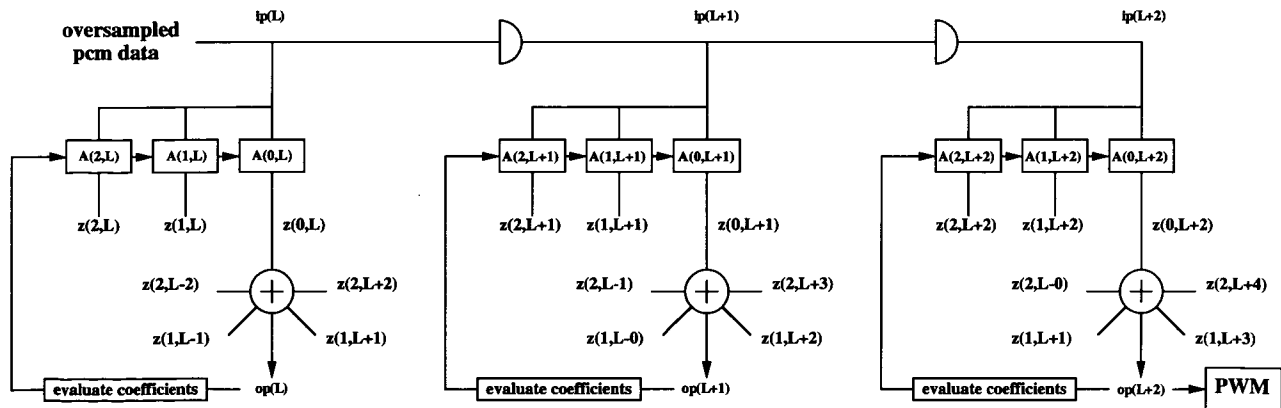 ip(L) ip(L+1) ip(L+2)
oversampled
pcm data
A(2,L) A(1,L) A(0,L) A(2,L+1) A(1,L+1) A(0,L+1) A(2,L+2) A(1,L+2) A(0,L+2)
z(2,L) z(1,L) z(0,L) z(2,L+1) z(1,L+1) z(0,L+1) z(2,L+2) z(1,L+2) z(0,L+2)
z(2,L-2) + z(2,L+2) z(2,L-1) + z(2,L+3) z(2,L-0) + z(2,L+4)
z(1,L-1) z(1,L+1) z(1,L-0) z(1,L+2) z(1,L+1) z(1,L+3)
evaluate coefficients op(L) evaluate coefficients op(L+1) evaluate coefficients op(L+2) PWM